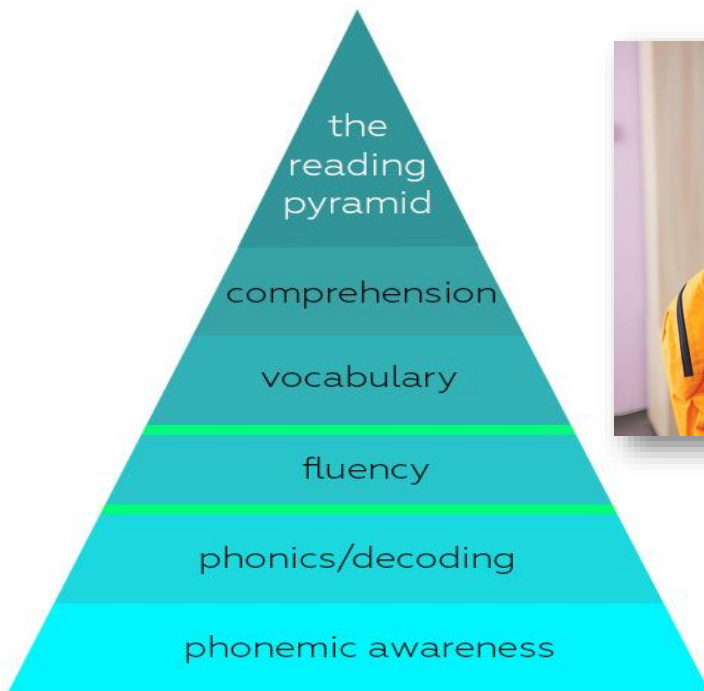 the
reading
pyramid
comprehension
vocabulary
fluency
phonics/decoding
phonemic awareness